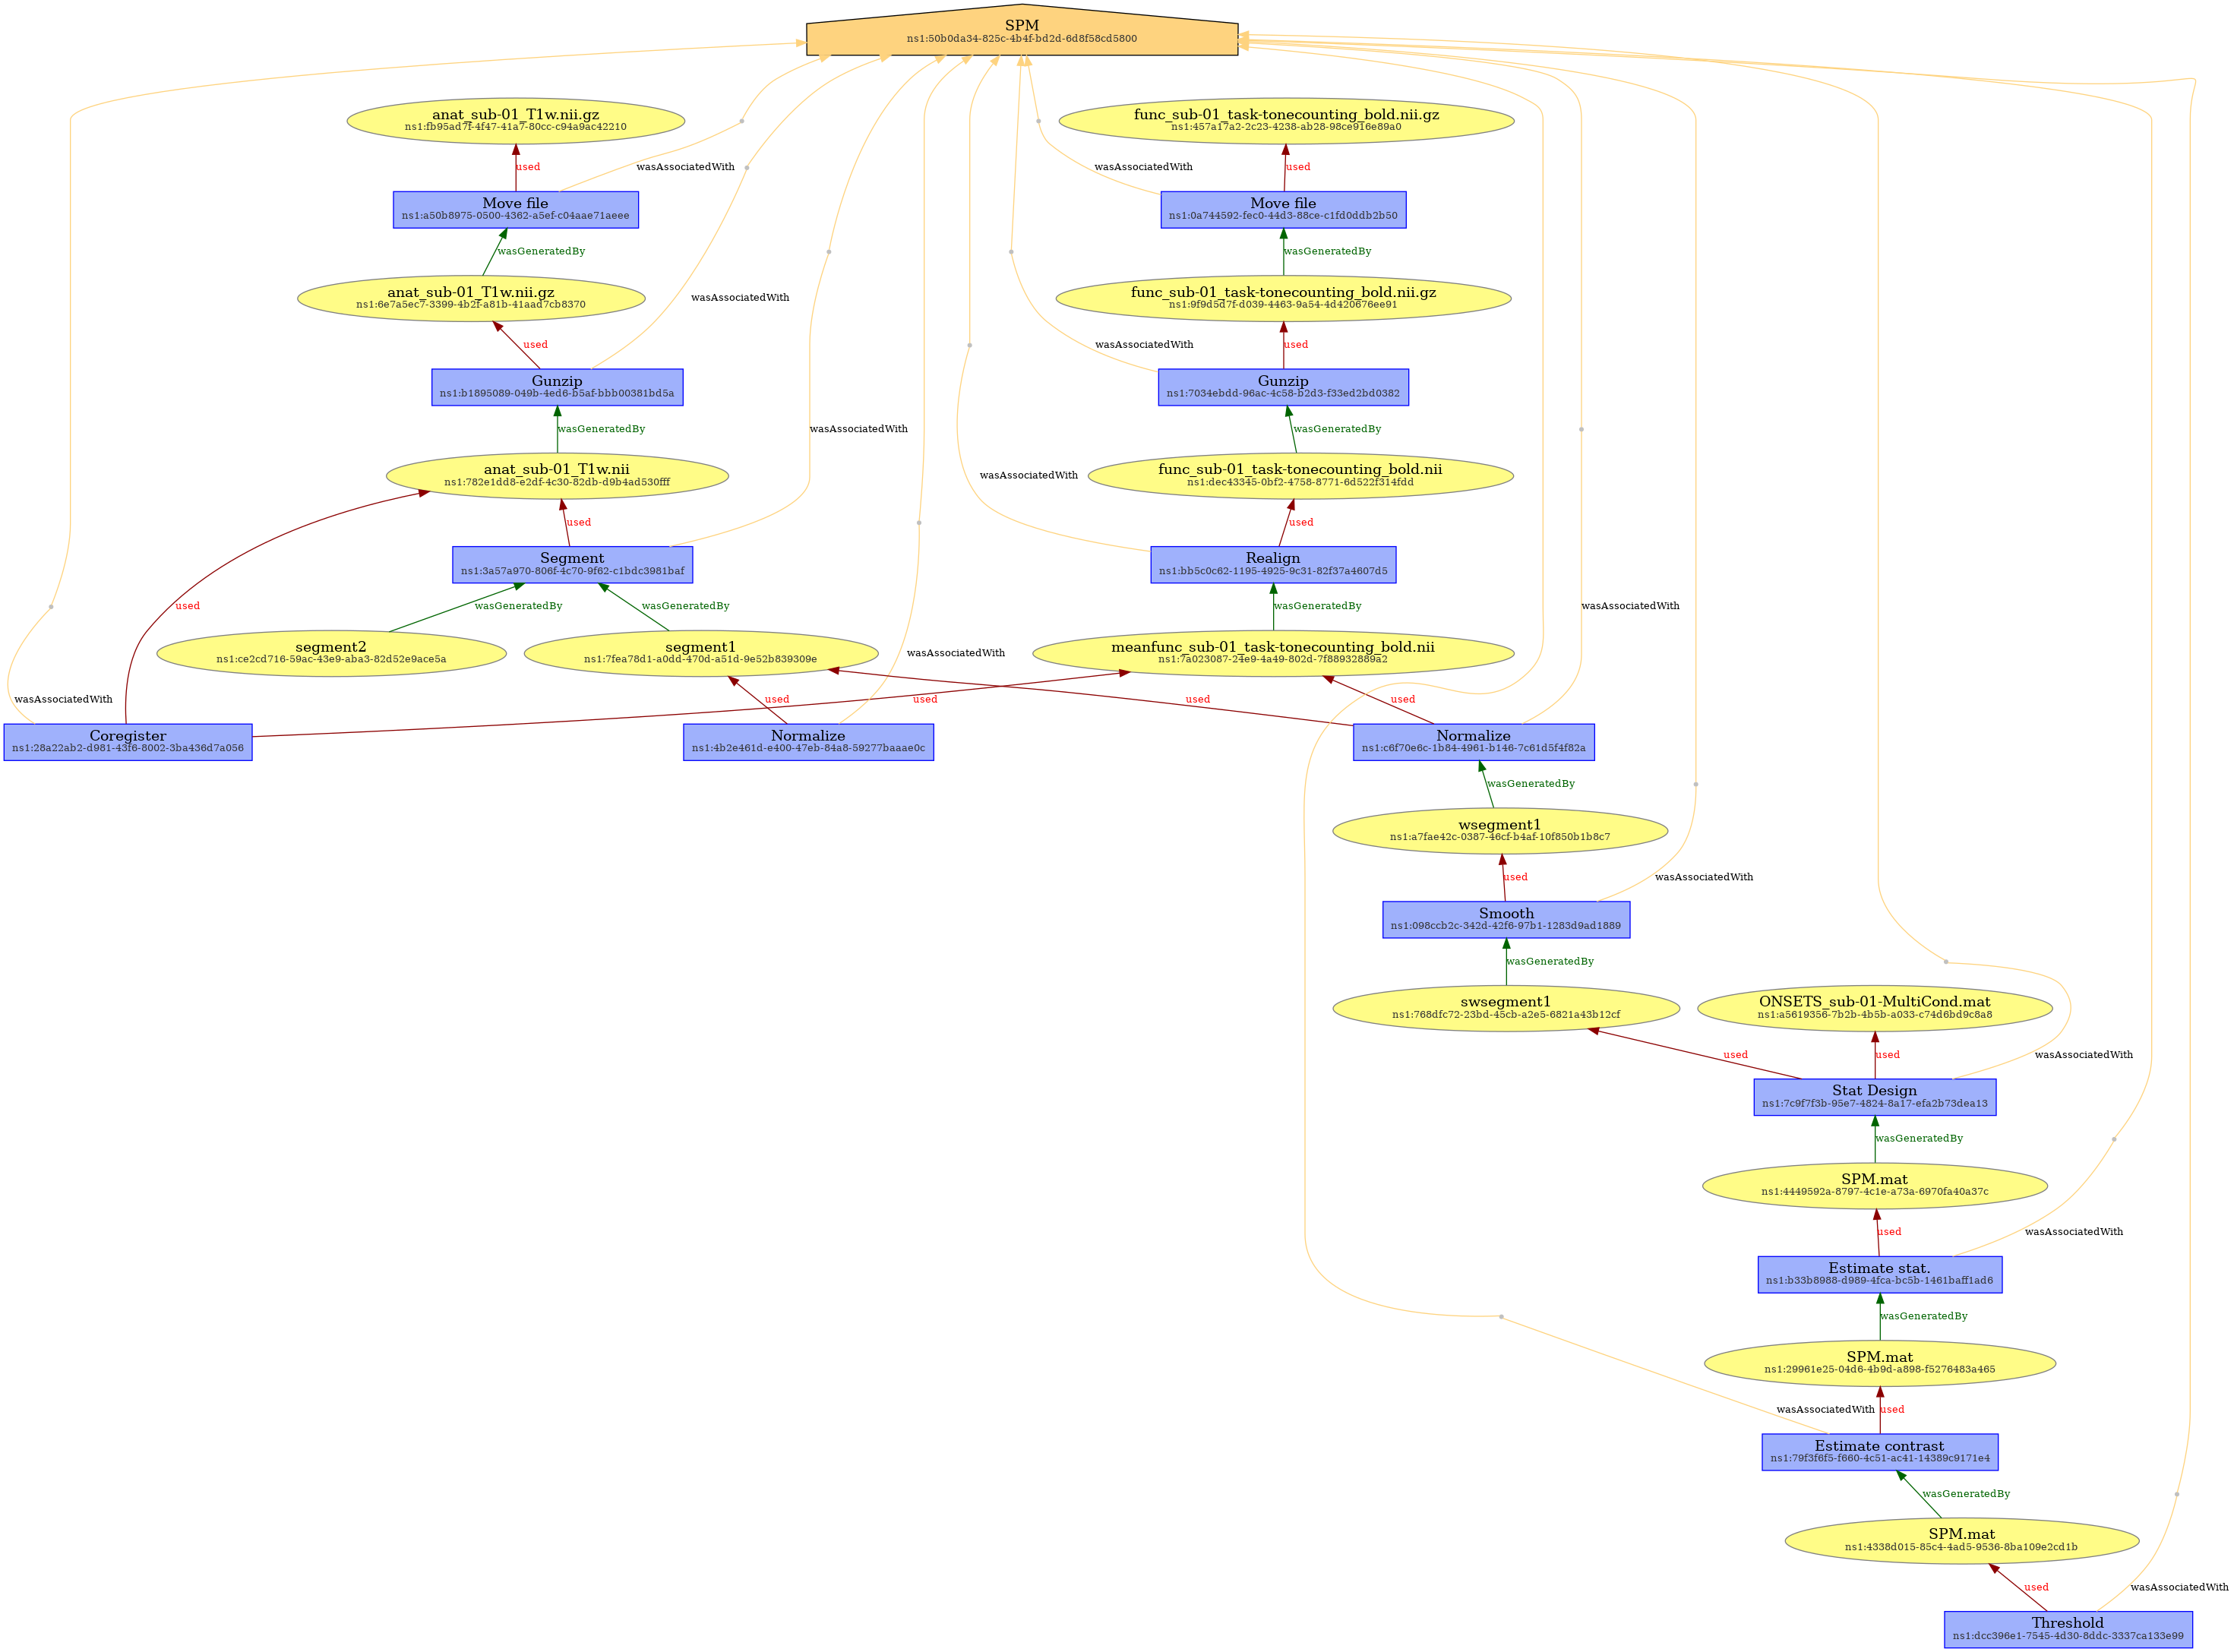 SPM
ns1:50b0da34-825c-4b4f-bd2d-6d8f58cd5800
anat_sub-01_T1w.nii.gz
ns1:fb95ad7f-4f47-41a7-80cc-c94a9ac42210
func_sub-01_task-tonecounting_bold.nii.gz
ns1:457a17a2-2c23-4238-ab28-98ce916e89a0
used
wasAssociatedWith
wasAssociatedWith
used
Move file
ns1:a50b8975-0500-4362-a5ef-c04aae71aeee
Move file
ns1:0a744592-fec0-44d3-88ce-c1fd0ddb2b50
wasGeneratedBy
wasGeneratedBy
anat_sub-01_T1w.nii.gz
ns1:6e7a5ec7-3399-4b2f-a81b-41aad7cb8370
wasAssociatedWith
func_sub-01_task-tonecounting_bold.nii.gz
ns1:9f9d5d7f-d039-4463-9a54-4d420676ee91
used
wasAssociatedWith
used
Gunzip
ns1:b1895089-049b-4ed6-b5af-bbb00381bd5a
Gunzip
ns1:7034ebdd-96ac-4c58-b2d3-f33ed2bd0382
wasGeneratedBy
wasAssociatedWith
wasGeneratedBy
anat_sub-01_T1w.nii
ns1:782e1dd8-e2df-4c30-82db-d9b4ad530fff
wasAssociatedWith
func_sub-01_task-tonecounting_bold.nii
ns1:dec43345-0bf2-4758-8771-6d522f314fdd
used
used
Segment
ns1:3a57a970-806f-4c70-9f62-c1bdc3981baf
Realign
ns1:bb5c0c62-1195-4925-9c31-82f37a4607d5
used
wasGeneratedBy
wasGeneratedBy
wasGeneratedBy
wasAssociatedWith
segment2
ns1:ce2cd716-59ac-43e9-aba3-82d52e9ace5a
segment1
ns1:7fea78d1-a0dd-470d-a51d-9e52b839309e
wasAssociatedWith
meanfunc_sub-01_task-tonecounting_bold.nii
ns1:7a023087-24e9-4a49-802d-7f88932889a2
wasAssociatedWith
used
used
used
used
Coregister
ns1:28a22ab2-d981-43f6-8002-3ba436d7a056
Normalize
ns1:4b2e461d-e400-47eb-84a8-59277baaae0c
Normalize
ns1:c6f70e6c-1b84-4961-b146-7c61d5f4f82a
wasGeneratedBy
wsegment1
ns1:a7fae42c-0387-46cf-b4af-10f850b1b8c7
used
wasAssociatedWith
Smooth
ns1:098ccb2c-342d-42f6-97b1-1283d9ad1889
wasGeneratedBy
swsegment1
ns1:768dfc72-23bd-45cb-a2e5-6821a43b12cf
ONSETS_sub-01-MultiCond.mat
ns1:a5619356-7b2b-4b5b-a033-c74d6bd9c8a8
used
used
wasAssociatedWith
Stat Design
ns1:7c9f7f3b-95e7-4824-8a17-efa2b73dea13
wasGeneratedBy
SPM.mat
ns1:4449592a-8797-4c1e-a73a-6970fa40a37c
used
wasAssociatedWith
Estimate stat.
ns1:b33b8988-d989-4fca-bc5b-1461baff1ad6
wasGeneratedBy
SPM.mat
ns1:29961e25-04d6-4b9d-a898-f5276483a465
wasAssociatedWith
used
Estimate contrast
ns1:79f3f6f5-f660-4c51-ac41-14389c9171e4
wasGeneratedBy
SPM.mat
ns1:4338d015-85c4-4ad5-9536-8ba109e2cd1b
used
wasAssociatedWith
Threshold
ns1:dcc396e1-7545-4d30-8ddc-3337ca133e99